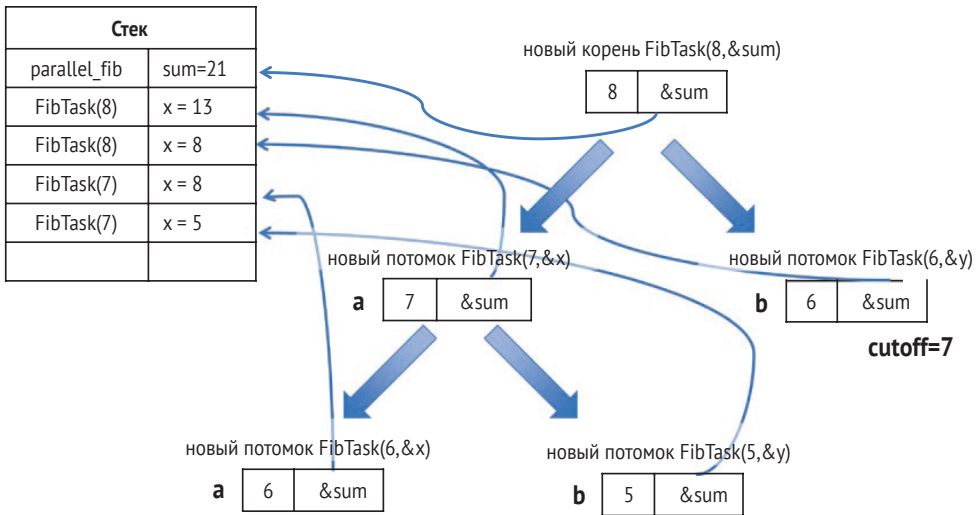 Стек
parallel_fib sum=21
FibTask(8) x = 13
FibTask(8) x = 8
FibTask(7) x = 8
FibTask(7) x = 5
новый корень FibTask(8,&sum)
8 &sum
новый потомок FibTask(7,&x)
a 7 &sum
новый потомок FibTask(6,&y)
b 6 &sum
cutoff=7
новый потомок FibTask(6,&x)
a 6 &sum
новый потомок FibTask(5,&y)
b 5 &sum